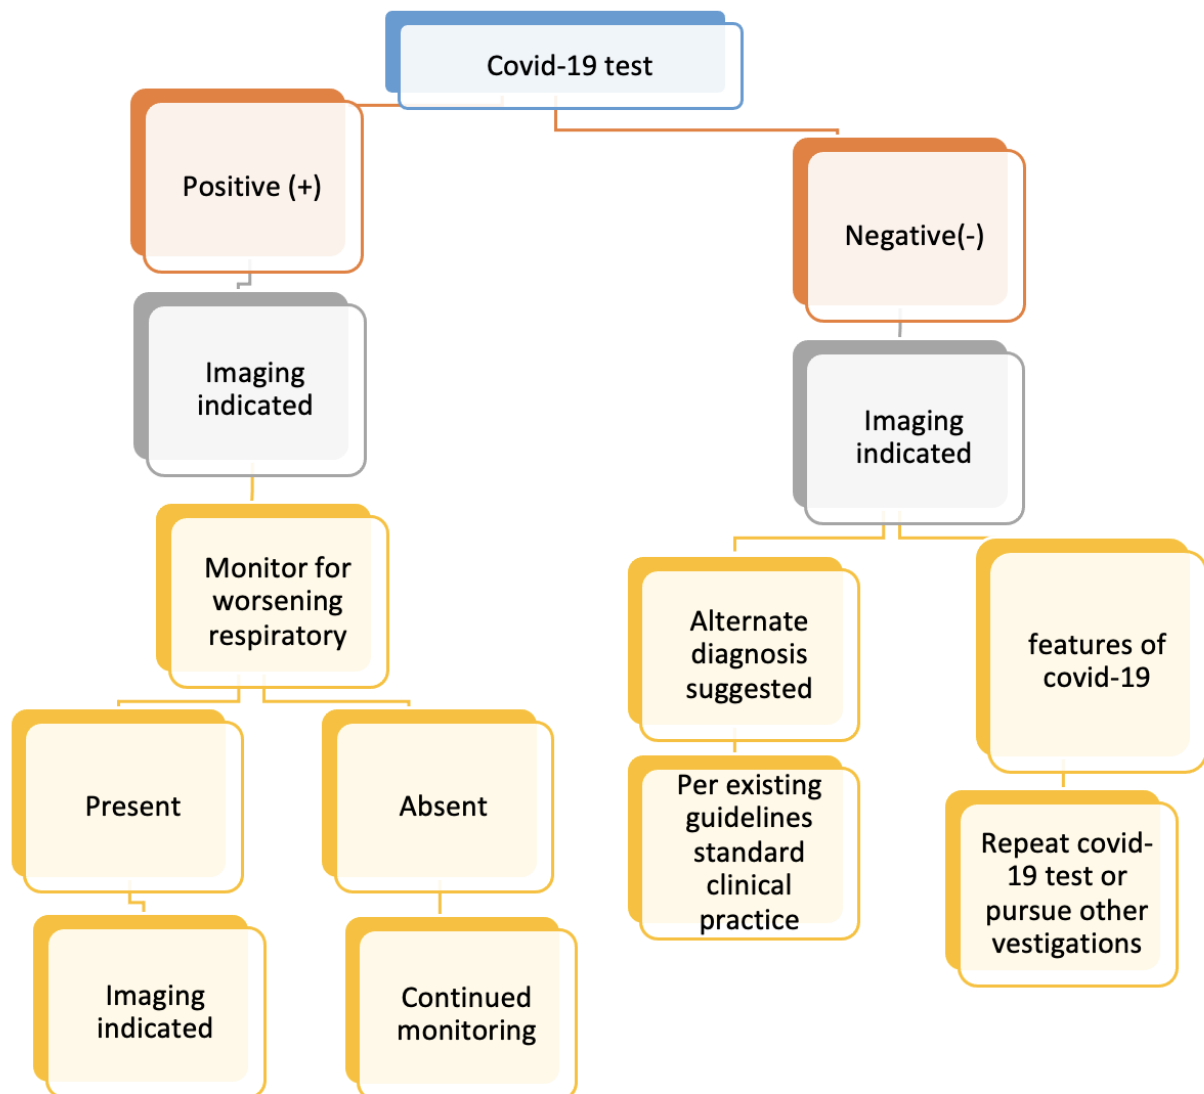 Covid-19 test
Positive (+)
Negative(-)
Imaging
indicated
Imaging
indicated
Monitor for
worsening
respiratory
Alternate
diagnosis
suggested
features of
covid-19
Present
Absent
Per existing
guidelines
standard
clinical
practice
Repeat covid-
19 test or
pursue other
vestigations
Imaging
indicated
Continued
monitoring